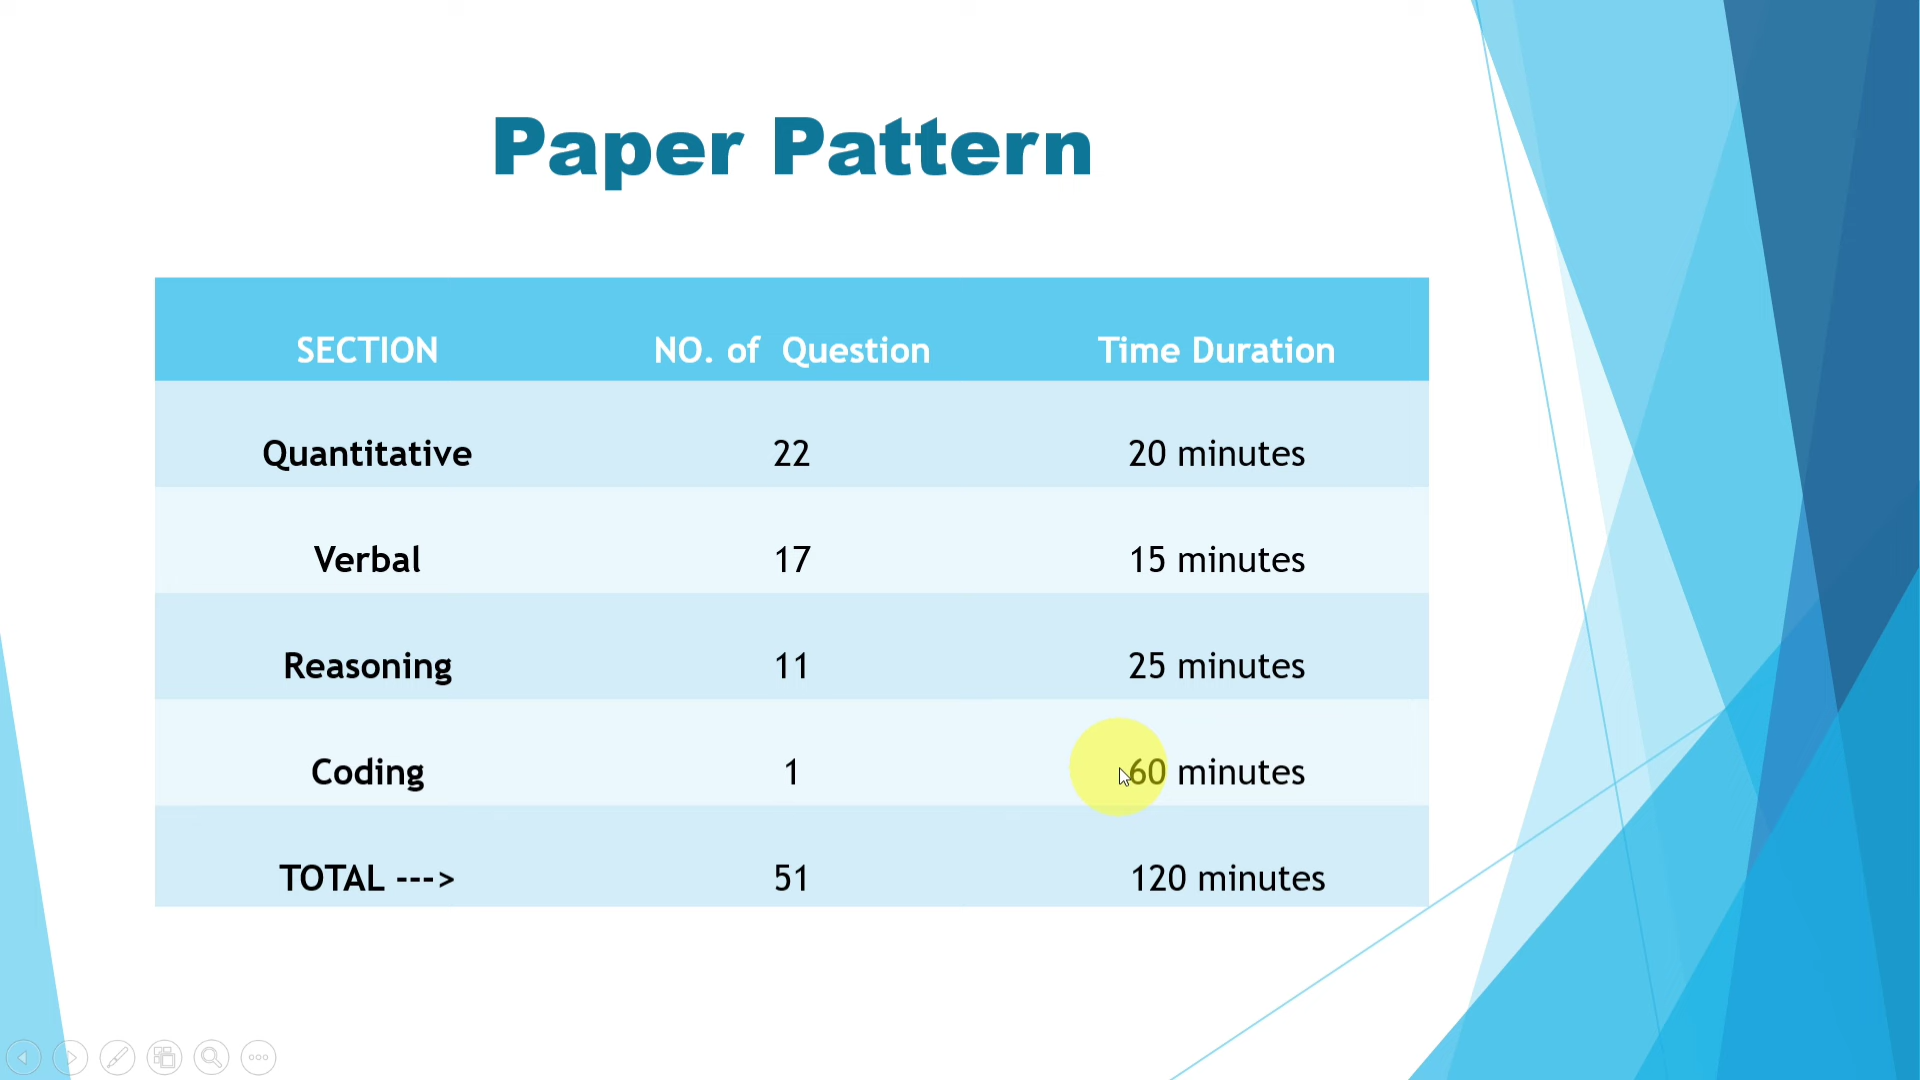 Paper Pattern
SECTION NO. of Question Time Duration
Quantitative 22 20 minutes
Verbal 17 15 minutes
Reasoning 11 25 minutes
Coding 1 60 minutes
TOTAL ---> 51 120 minutes